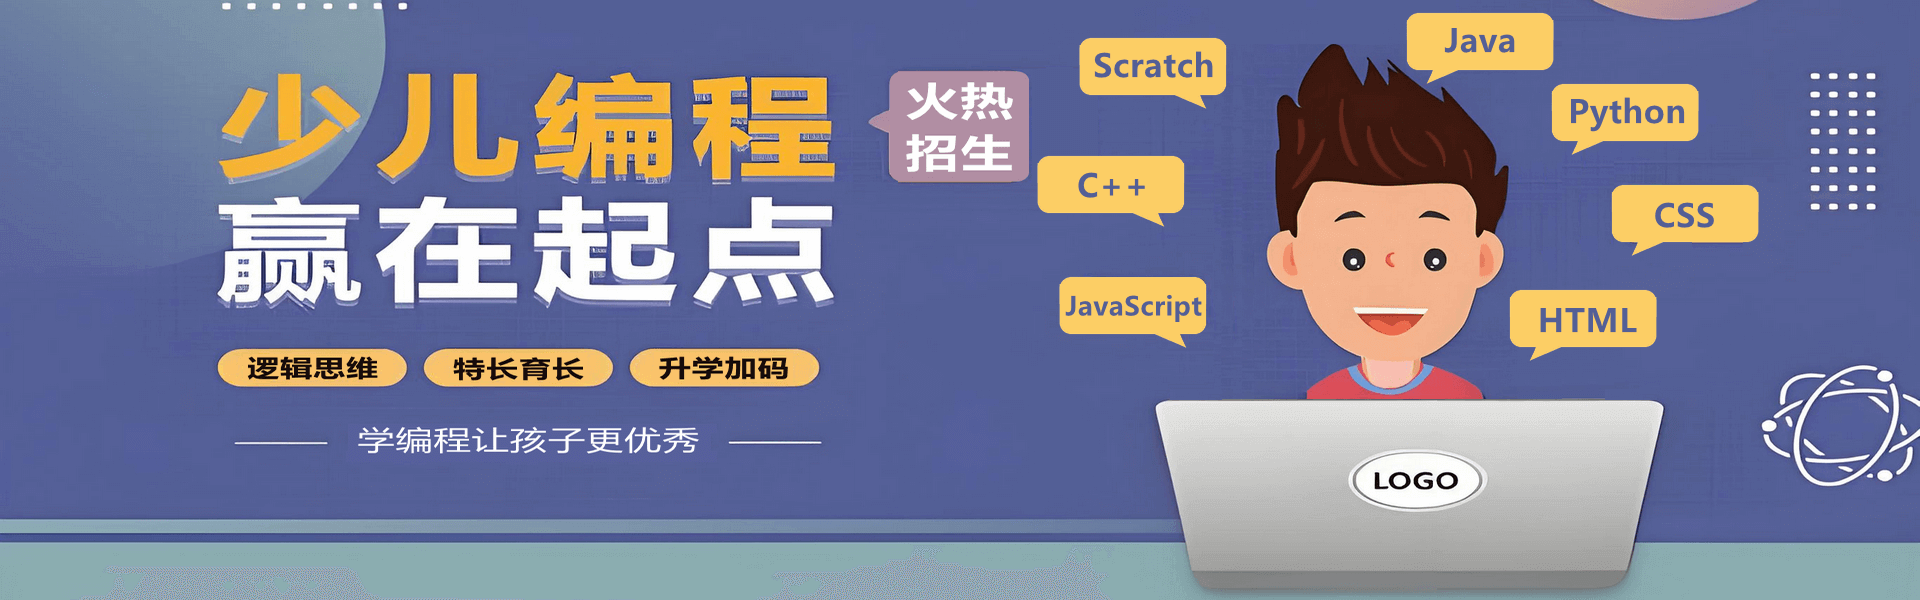 少儿编程
火热
招生
赢在起点
逻辑思维
特长育长
升学加码
学编程让孩子更优秀
Scratch
Java
Python
C++
CSS
JavaScript
HTML
LOGO